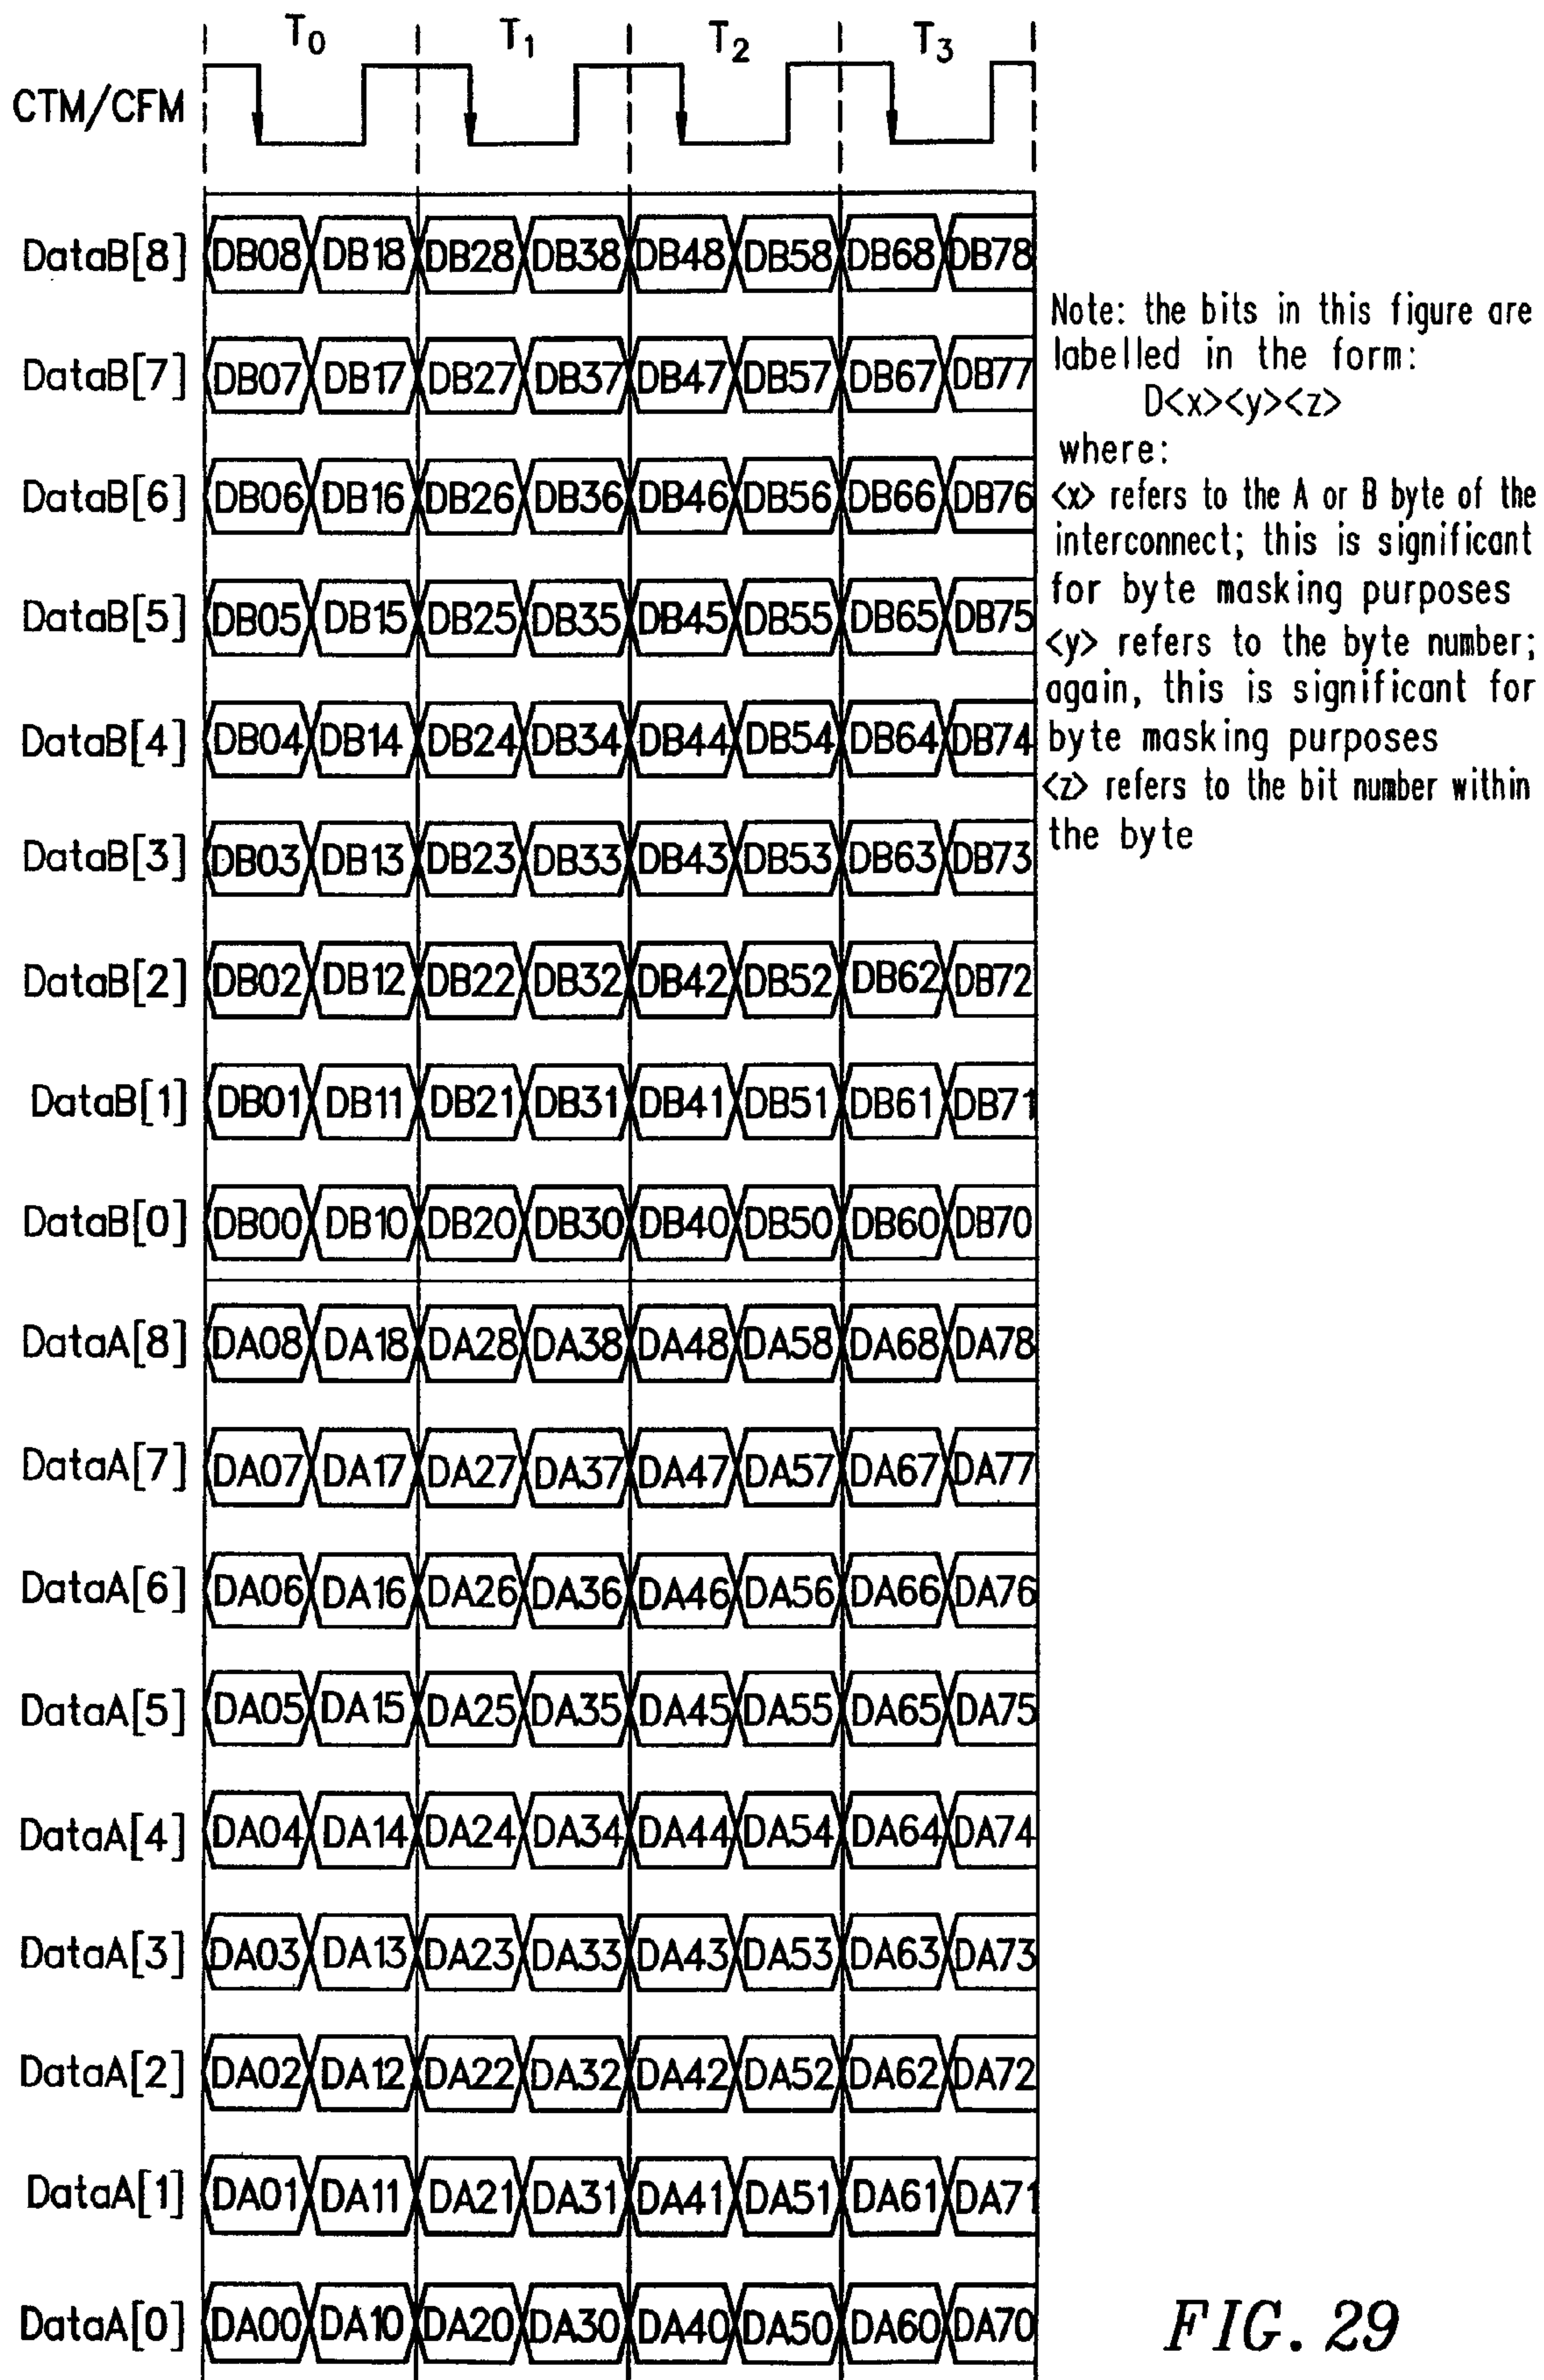 T0 T1 T2 T3
CTM/CFM
DataB[8] DB08 DB18 DB28 DB38 DB48 DB58 DB68 DB78
DataB[7] DB07 DB17 DB27 DB37 DB47 DB57 DB67 DB77
DataB[6] DB06 DB16 DB26 DB36 DB46 DB56 DB66 DB76
DataB[5] DB05 DB15 DB25 DB35 DB45 DB55 DB65 DB75
DataB[4] DB04 DB14 DB24 DB34 DB44 DB54 DB64 DB74
DataB[3] DB03 DB13 DB23 DB33 DB43 DB53 DB63 DB73
DataB[2] DB02 DB12 DB22 DB32 DB42 DB52 DB62 DB72
DataB[1] DB01 DB11 DB21 DB31 DB41 DB51 DB61 DB71
DataB[0] DB00 DB10 DB20 DB30 DB40 DB50 DB60 DB70
DataA[8] DA08 DA18 DA28 DA38 DA48 DA58 DA68 DA78
DataA[7] DA07 DA17 DA27 DA37 DA47 DA57 DA67 DA77
DataA[6] DA06 DA16 DA26 DA36 DA46 DA56 DA66 DA76
DataA[5] DA05 DA15 DA25 DA35 DA45 DA55 DA65 DA75
DataA[4] DA04 DA14 DA24 DA34 DA44 DA54 DA64 DA74
DataA[3] DA03 DA13 DA23 DA33 DA43 DA53 DA63 DA73
DataA[2] DA02 DA12 DA22 DA32 DA42 DA52 DA62 DA72
DataA[1] DA01 DA11 DA21 DA31 DA41 DA51 DA61 DA71
DataA[0] DA00 DA10 DA20 DA30 DA40 DA50 DA60 DA70
Note: the bits in this figure are
labelled in the form:
D<x><y><z>
where:
<x> refers to the A or B byte of the
interconnect; this is significant
for byte masking purposes
<y> refers to the byte number;
again, this is significant for
byte masking purposes
<z> refers to the bit number within
the byte
FIG. 29